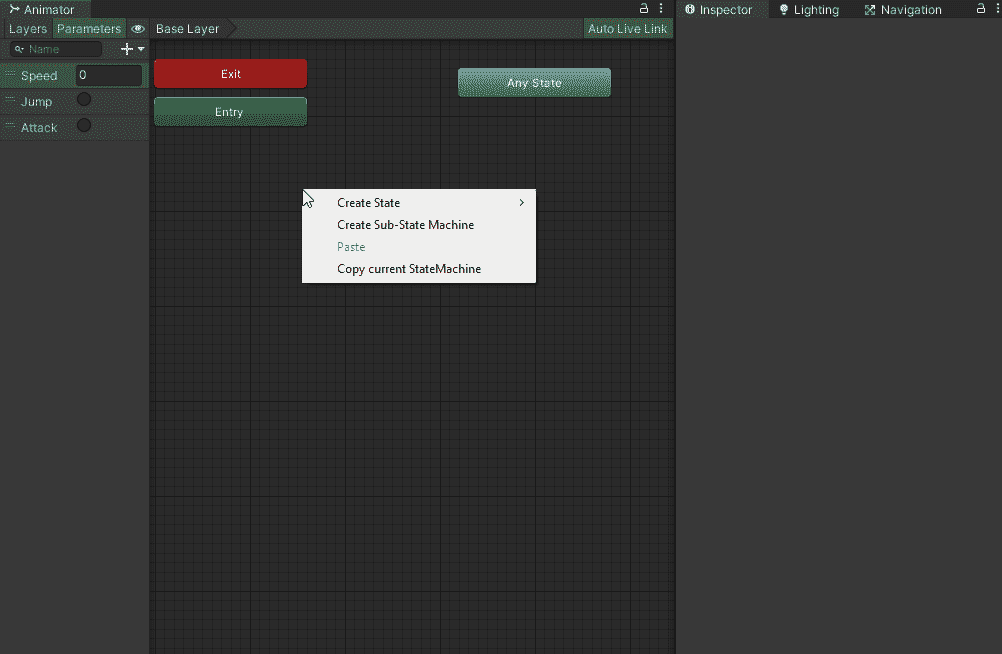 Animator
Inspector Lighting Navigation
Layers Parameters Base Layer Auto Live Link
Name
Speed 0
Jump
Attack
Exit
Any State
Entry
Create State
Create Sub-State Machine
Paste
Copy current StateMachine